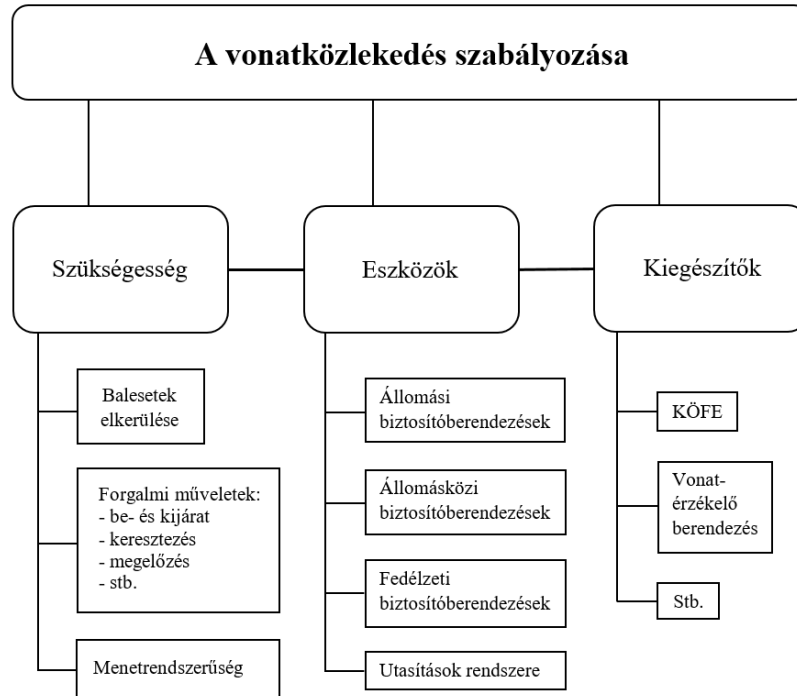 A vonatközlekedés szabályozása
Szükségesség
Eszközök
Kiegészítők
Balesetek
elkerülése
Forgalmi műveletek:
- be- és kijárat
- keresztezés
- megelőzés
- stb.
Menetrendszerűség
Állomási
biztosítóberendezések
Állomásközi
biztosítóberendezések
Fedélzeti
biztosítóberendezések
Utasítások rendszere
KÖFE
Vonat-
érzékelő
berendezés
Stb.